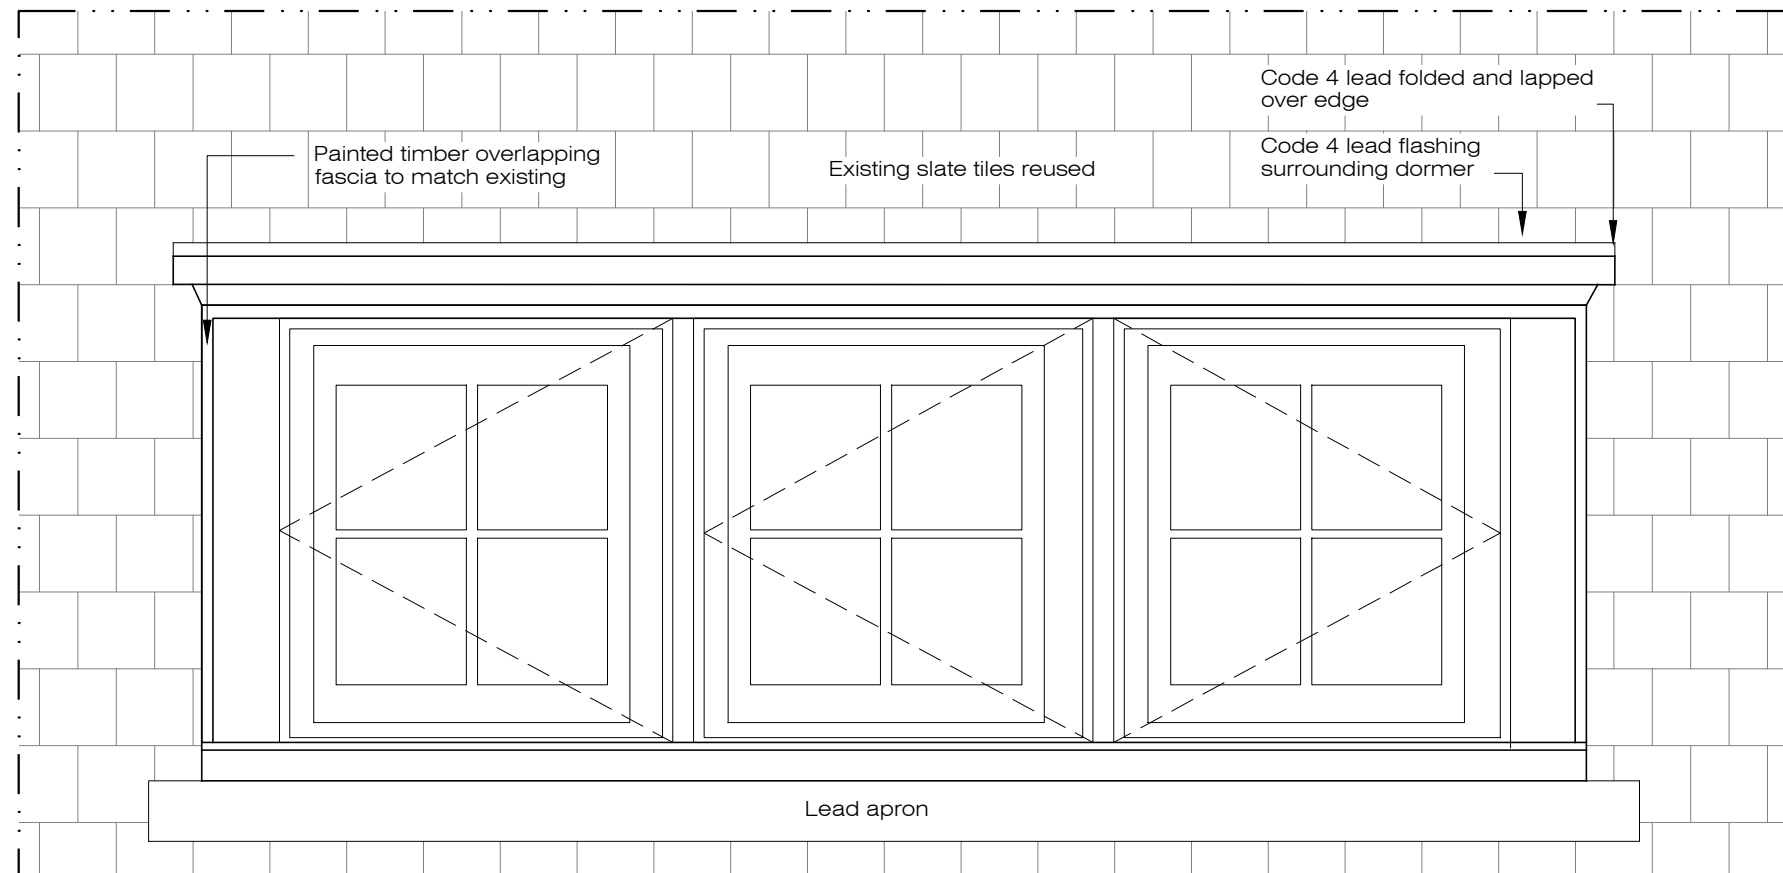 Code 4 lead folded and lapped
over edge
Painted timber overlapping
fascia to match existing
Existing slate tiles reused
Code 4 lead flashing
surrounding dormer
Lead apron